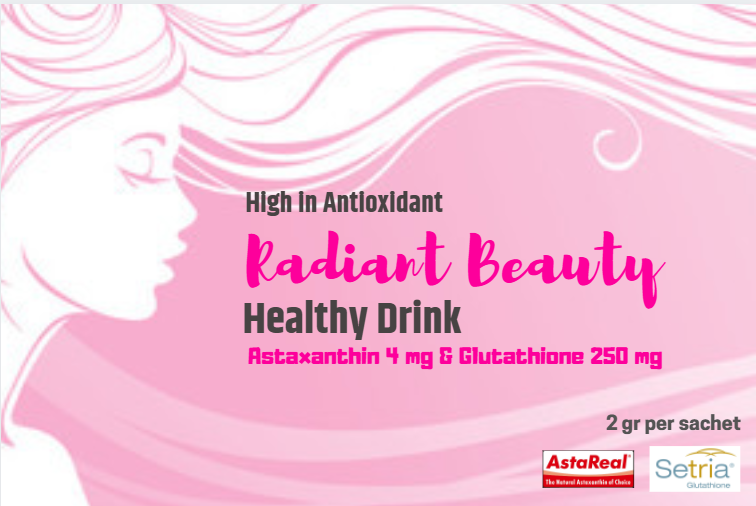 High in Antioxidant
Radiant Beauty
Healthy Drink
Astaxanthin 4 mg & Glutathione 250 mg
2 gr per sachet
AstaReal®
The Natural Astaxanthin of Choice
Setria®
Glutathione